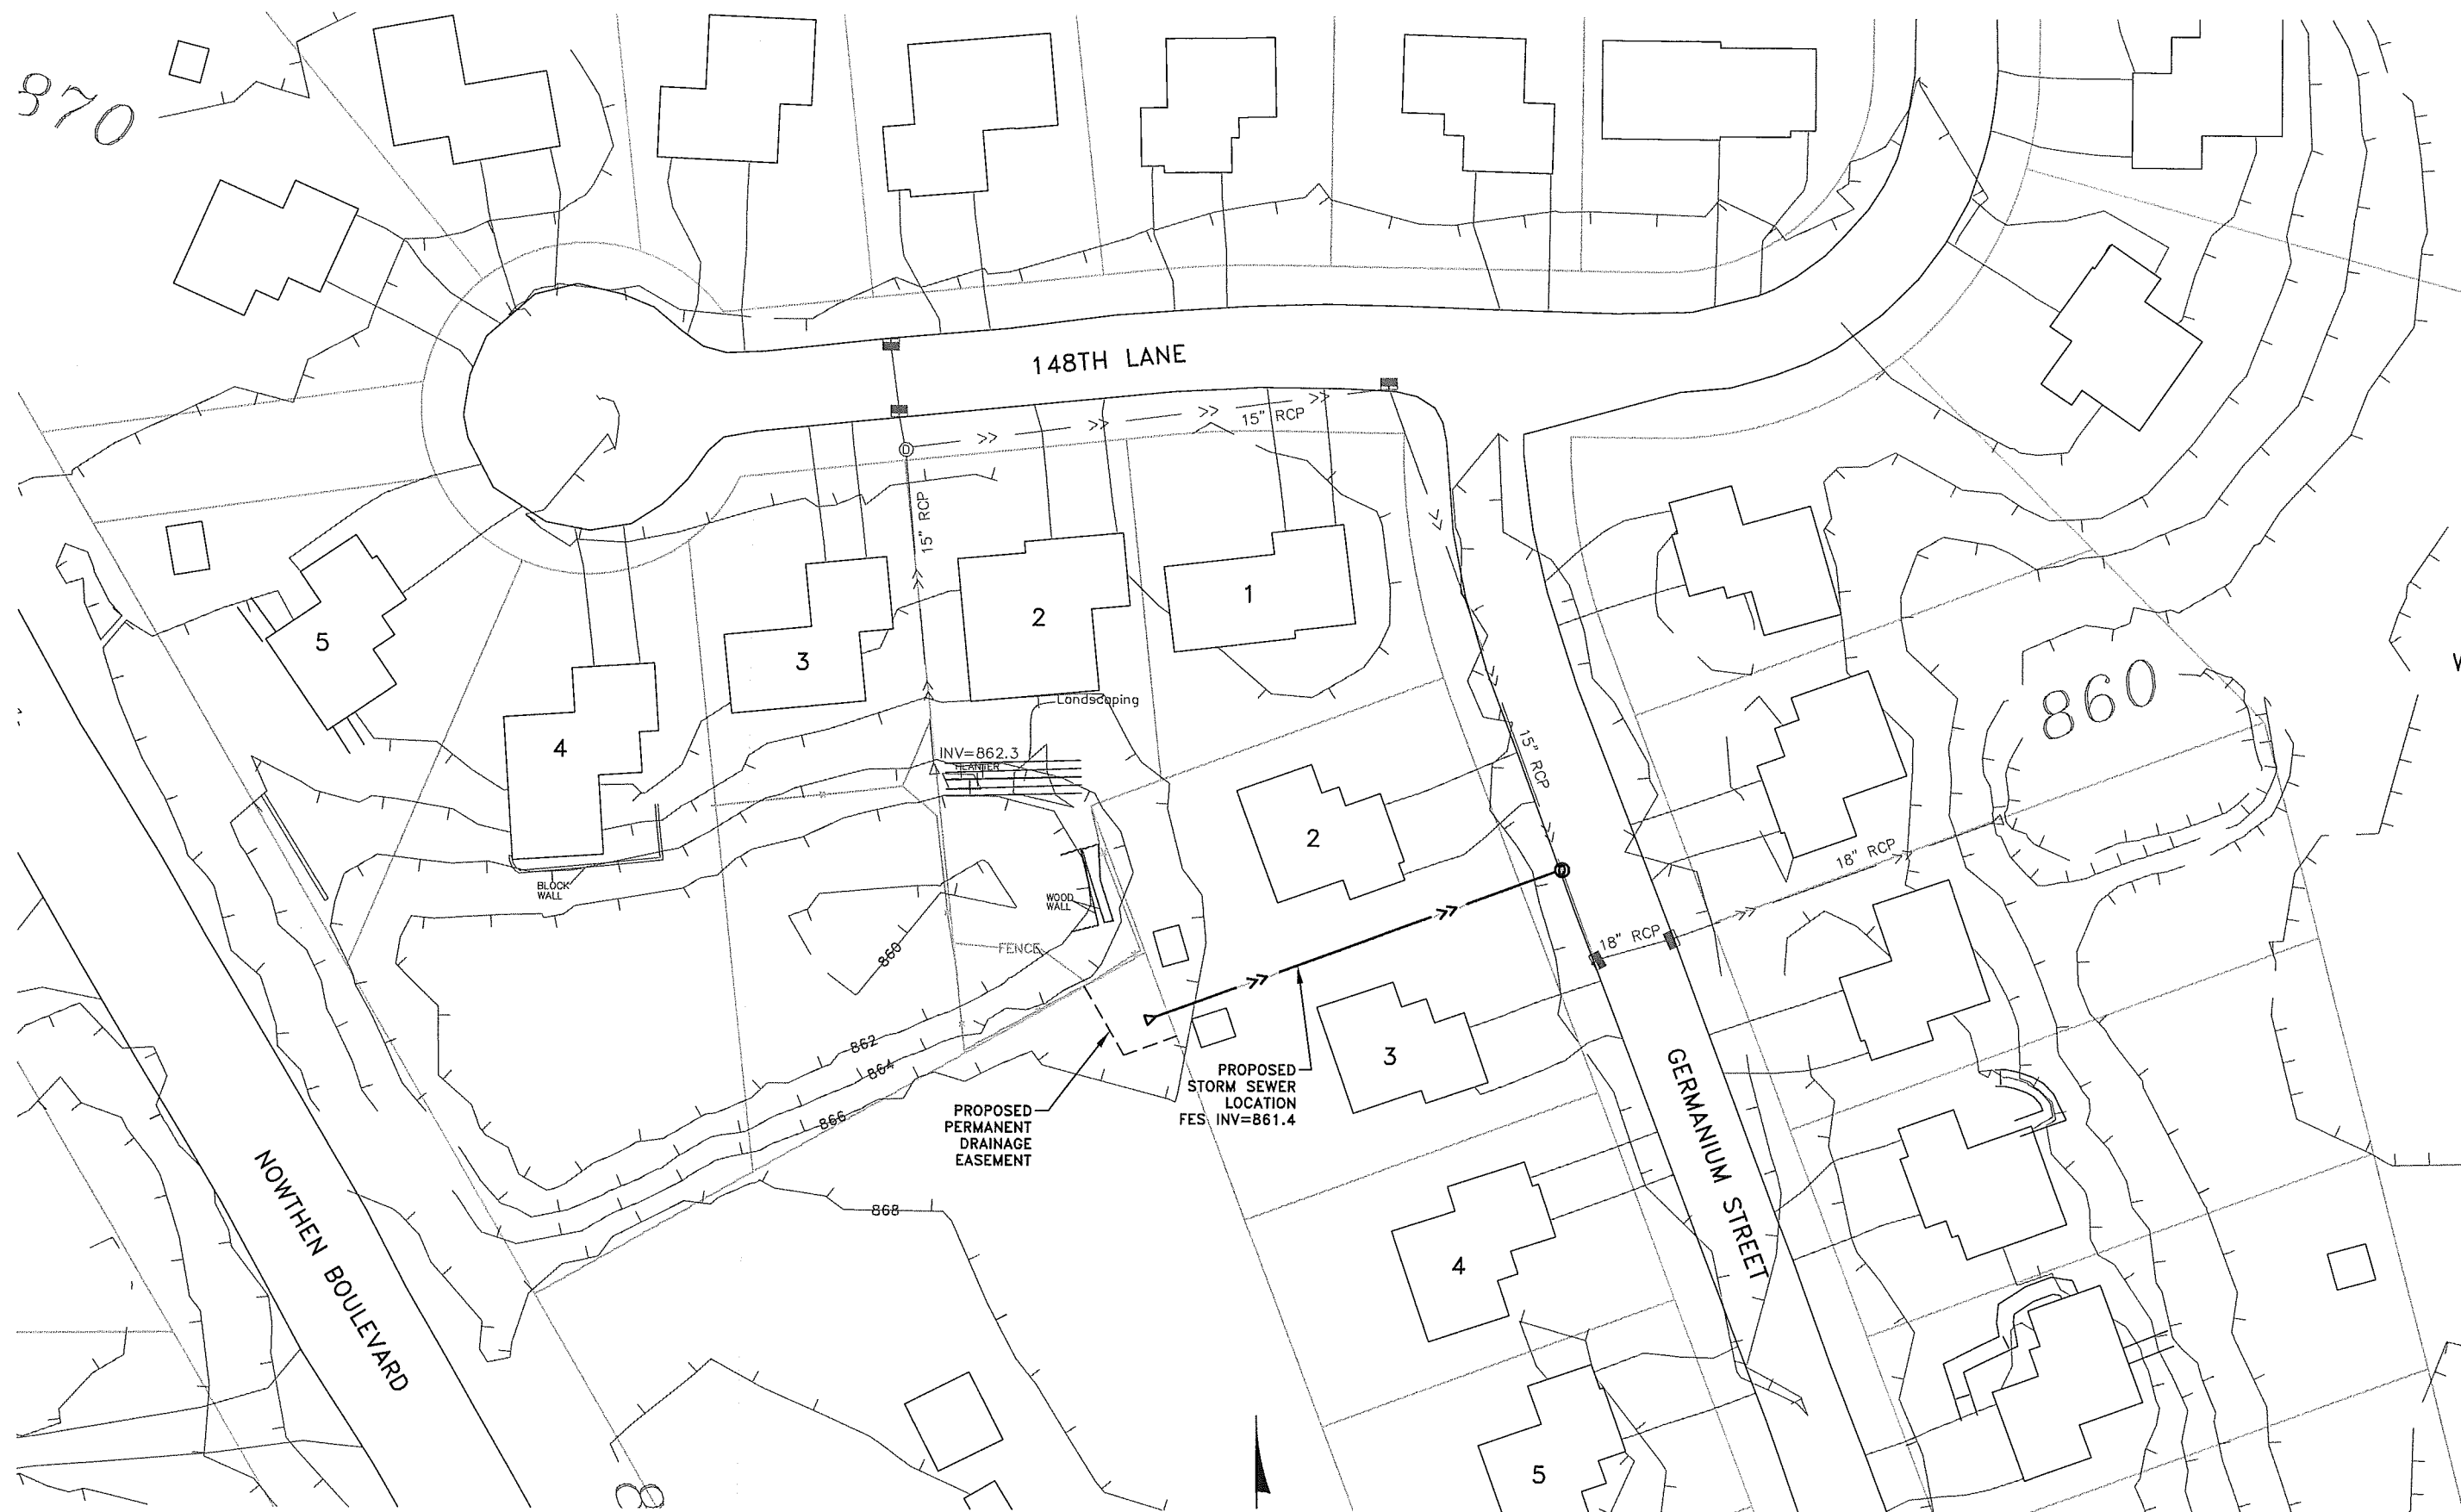 870
148TH LANE
15" RCP
15" RCP
5
4
3
2
1
Landscaping
INV=862.3
PLANTER
BLOCK
WALL
WOOD
WALL
FENCE
860
862
864
866
868
15" RCP
18" RCP
18" RCP
860
2
3
4
5
PROPOSED
STORM SEWER
LOCATION
FES INV=861.4
PROPOSED
PERMANENT
DRAINAGE
EASEMENT
GERMANIUM STREET
NOWTHEN BOULEVARD